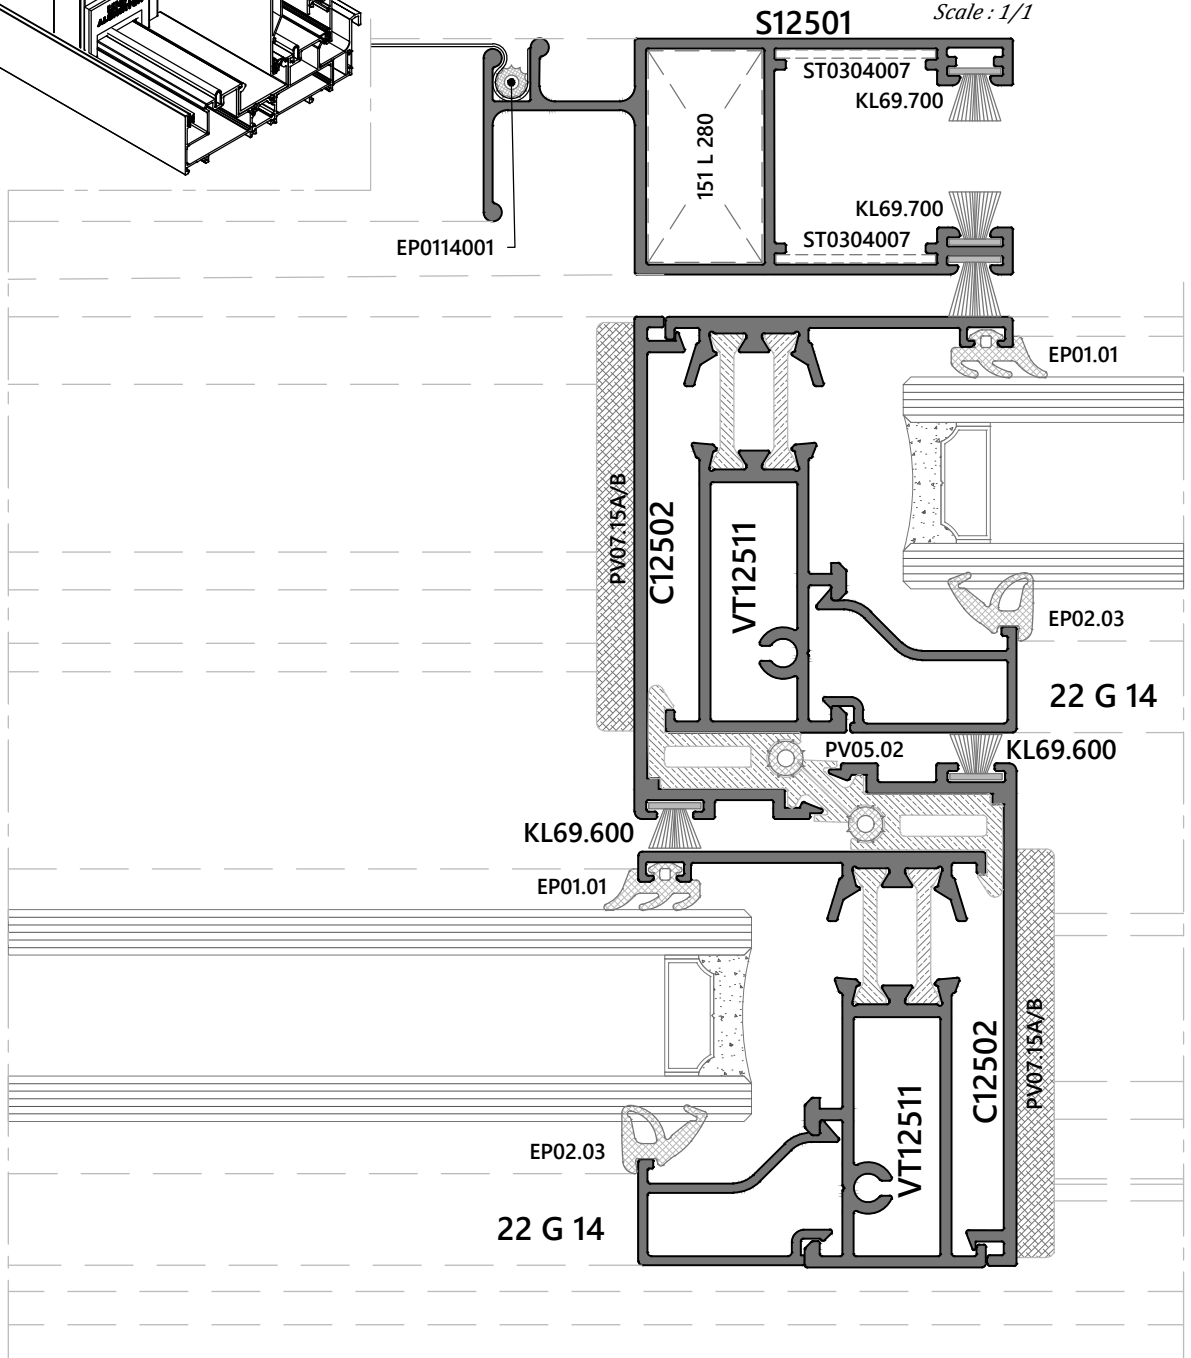 Scale : 1/1
S12501
ST0304007
KL69.700
151 L 280
KL69.700
ST0304007
EP0114001
EP01.01
PV07.15A/B
C12502
VT12511
EP02.03
22 G 14
PV05.02
KL69.600
KL69.600
EP01.01
C12502
PV07.15A/B
VT12511
EP02.03
22 G 14